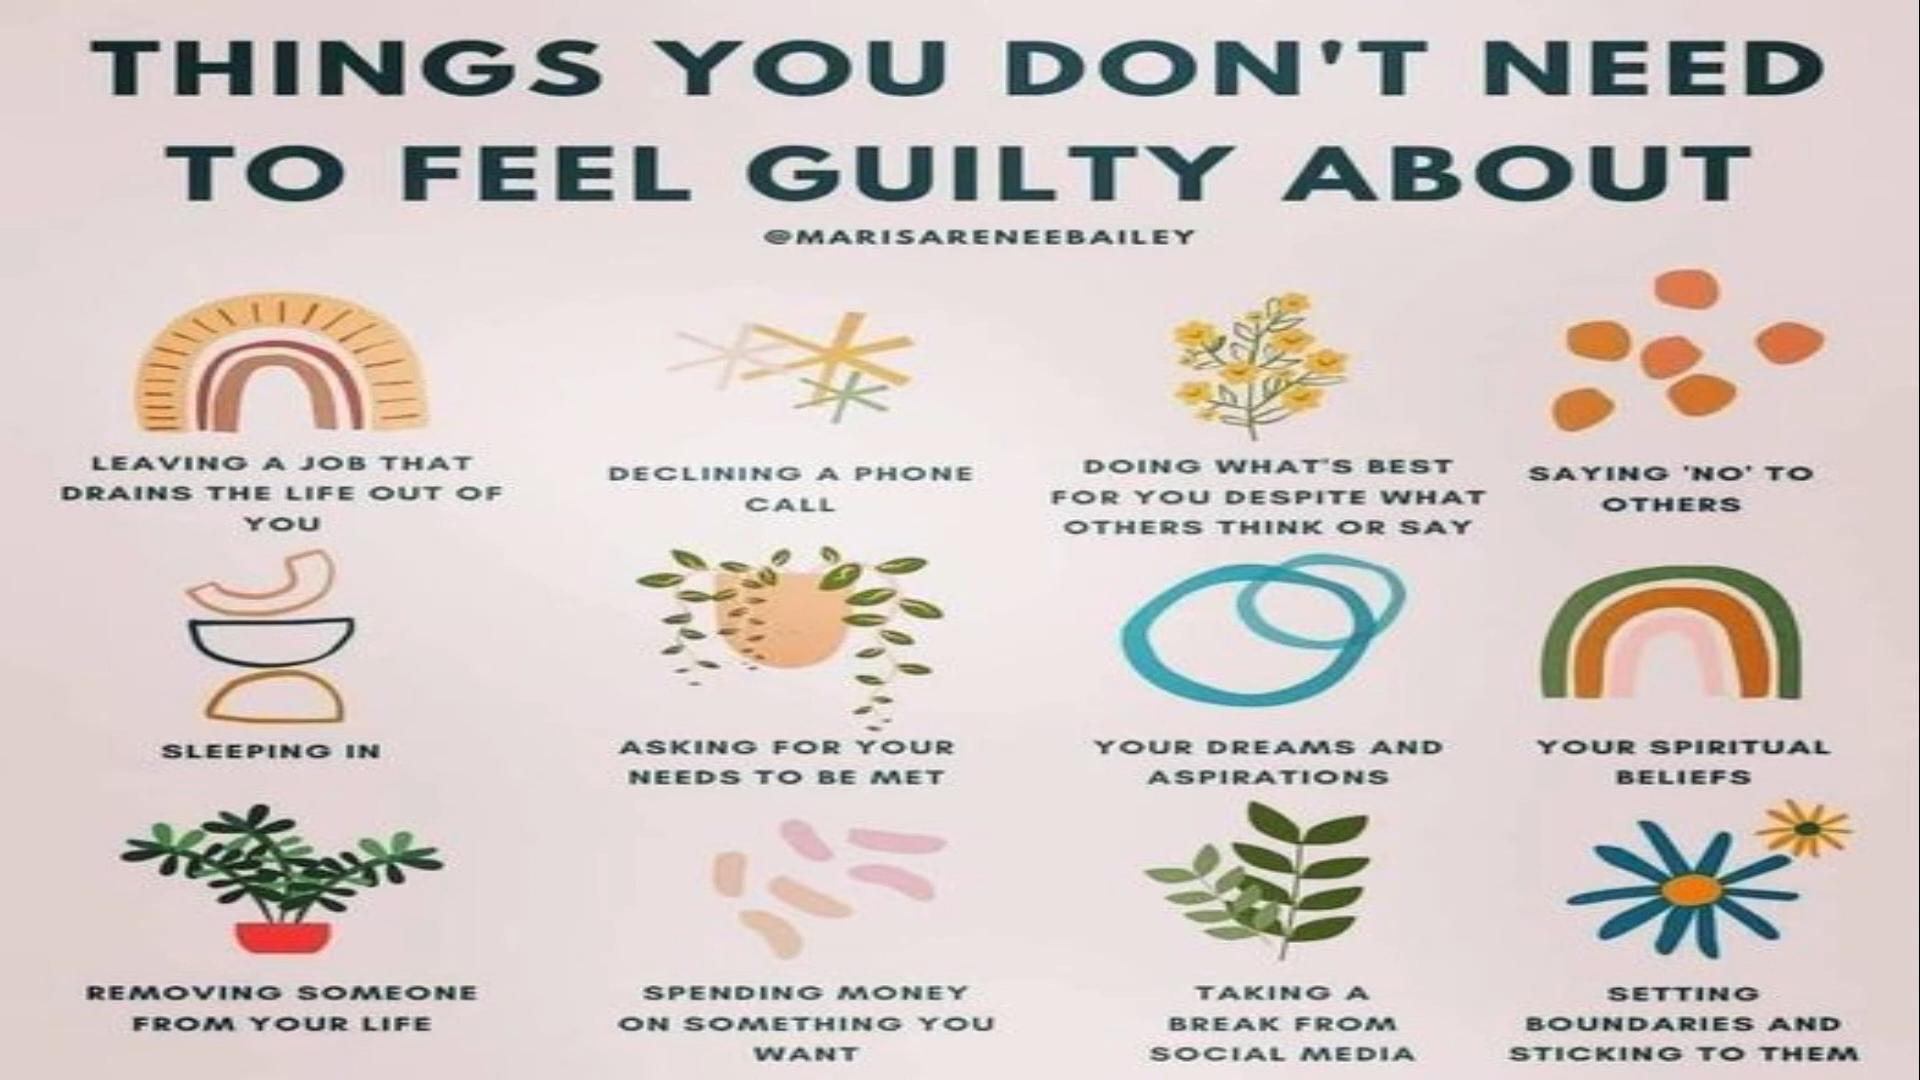 THINGS YOU DON'T NEED
TO FEEL GUILTY ABOUT
@MARISARENEEBAILEY
LEAVING A JOB THAT
DRAINS THE LIFE OUT OF
YOU
DECLINING A PHONE
CALL
DOING WHAT'S BEST
FOR YOU DESPITE WHAT
OTHERS THINK OR SAY
SAYING 'NO' TO
OTHERS
SLEEPING IN
ASKING FOR YOUR
NEEDS TO BE MET
YOUR DREAMS AND
ASPIRATIONS
YOUR SPIRITUAL
BELIEFS
REMOVING SOMEONE
FROM YOUR LIFE
SPENDING MONEY
ON SOMETHING YOU
WANT
TAKING A
BREAK FROM
SOCIAL MEDIA
SETTING
BOUNDARIES AND
STICKING TO THEM